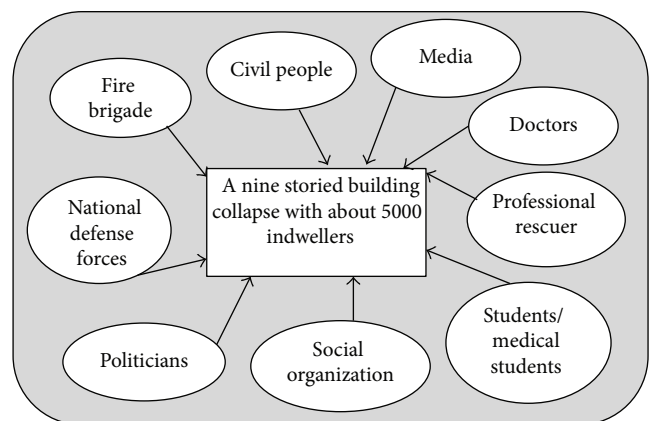 Fire
brigade
Civil people
Media
Doctors
National
defense
forces
A nine storied building
collapse with about 5000
indwellers
Professional
rescuer
Politicians
Social
organization
Students/
medical
students